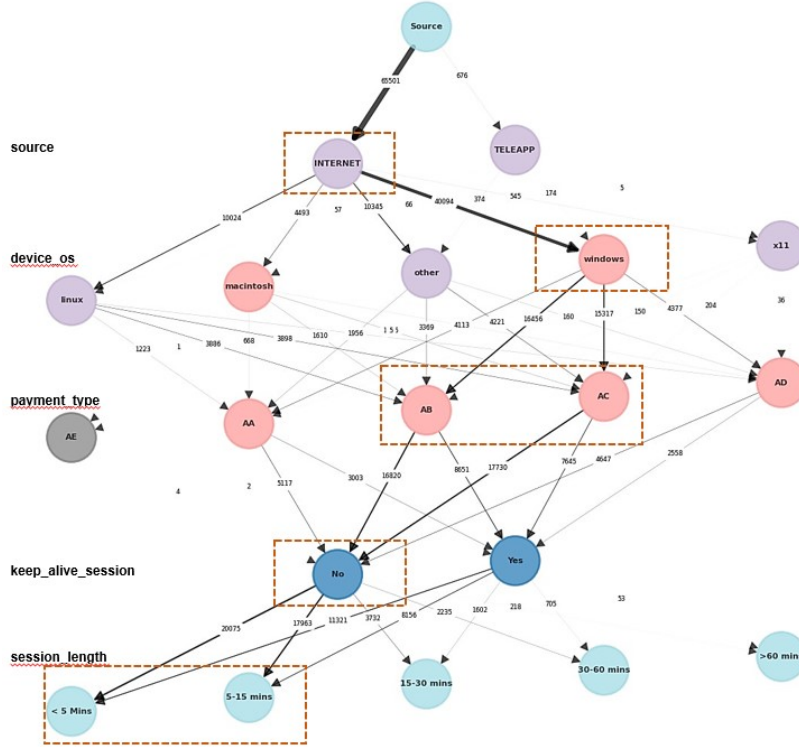 Source
65501
676
source
INTERNET
TELEAPP
10024
4493
57
10345
66
40094
374
545
174
5
device_os
linux
macintosh
other
windows
x11
1223
1
3886
668
3898
1610
1956
1 5 5
3369
4113
4221
16456
160
15317
150
4377
204
36
payment_type
AE
AA
AB
AC
AD
4
2
5117
3003
16820
8651
17730
7645
4647
2558
keep_alive_session
No
Yes
20075
17963
11321
3732
8156
2235
1602
218
705
53
session_length
< 5 Mins
5-15 mins
15-30 mins
30-60 mins
>60 min